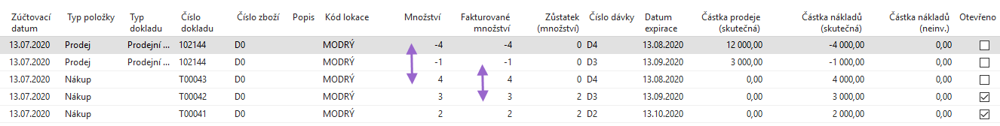 Zúčtovací datum Typ položky Typ dokladu Číslo dokladu Číslo zboží Popis Kód lokace Množství Fakturované množství Zůstatek (množství) Číslo dávky Datum expirace Částka prodeje (skutečná) Částka nákladů (skutečná) Částka nákladů (neinv.) Otevřeno
13.07.2020 Prodej Prodejní ... 102144 D0 MODRÝ -4 -4 0 D4 13.08.2020 12 000,00 -4 000,00 0,00
13.07.2020 Prodej Prodejní ... 102144 D0 MODRÝ -1 -1 0 D3 13.09.2020 3 000,00 -1 000,00 0,00
13.07.2020 Nákup T00043 D0 MODRÝ 4 4 0 D4 13.08.2020 0,00 4 000,00 0,00
13.07.2020 Nákup T00042 D0 MODRÝ 3 3 2 D3 13.09.2020 0,00 3 000,00 0,00
13.07.2020 Nákup T00041 D0 MODRÝ 2 2 2 D2 13.10.2020 0,00 2 000,00 0,00